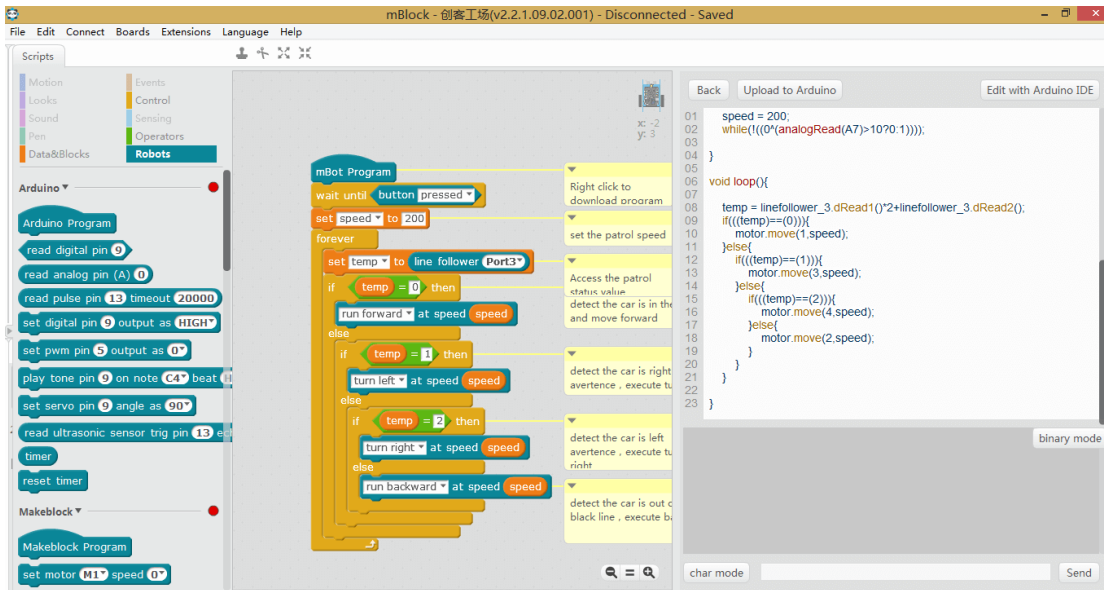 mBlock - 创客工场(v2.2.1.09.02.001) - Disconnected - Saved
File Edit Connect Boards Extensions Language Help
Scripts
Motion Events
Looks Control
Sound Sensing
Pen Operators
Data&Blocks Robots
Arduino
Arduino Program
read digital pin 9
read analog pin (A) 0
read pulse pin 13 timeout 20000
set digital pin 9 output as HIGH
set pwm pin 5 output as 0
play tone pin 9 on note C4 beat H
set servo pin 9 angle as 90
read ultrasonic sensor trig pin 13 ec
timer
reset timer
Makeblock
Makeblock Program
set motor M1 speed 0
x: -2
y: 3
mBot Program
wait until button pressed
set speed to 200
forever
set temp to line follower Port3
if temp = 0 then
run forward at speed speed
else
if temp = 1 then
turn left at speed speed
else
if temp = 2 then
turn right at speed speed
else
run backward at speed speed
Right click to
download program
set the patrol speed
Access the patrol
status value
detect the car is in the
and move forward
detect the car is right
avertence , execute tu
detect the car is left
avertence , execute tu
right
detect the car is out o
black line , execute ba
Back Upload to Arduino Edit with Arduino IDE
01 speed = 200;
02 while(!((0^(analogRead(A7)>10?0:1))));
03
04 }
05
06 void loop(){
07
08 temp = linefollower_3.dRead1()*2+linefollower_3.dRead2();
09 if(((temp)==(0))){
10 motor.move(1,speed);
11 }else{
12 if(((temp)==(1))){
13 motor.move(3,speed);
14 }else{
15 if(((temp)==(2))){
16 motor.move(4,speed);
17 }else{
18 motor.move(2,speed);
19 }
20 }
21 }
22
23 }
binary mode
char mode Send